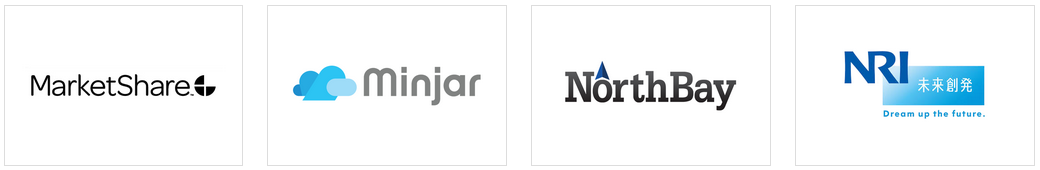 MarketShare
Minjar
NorthBay
NRI
未来創発
Dream up the future.